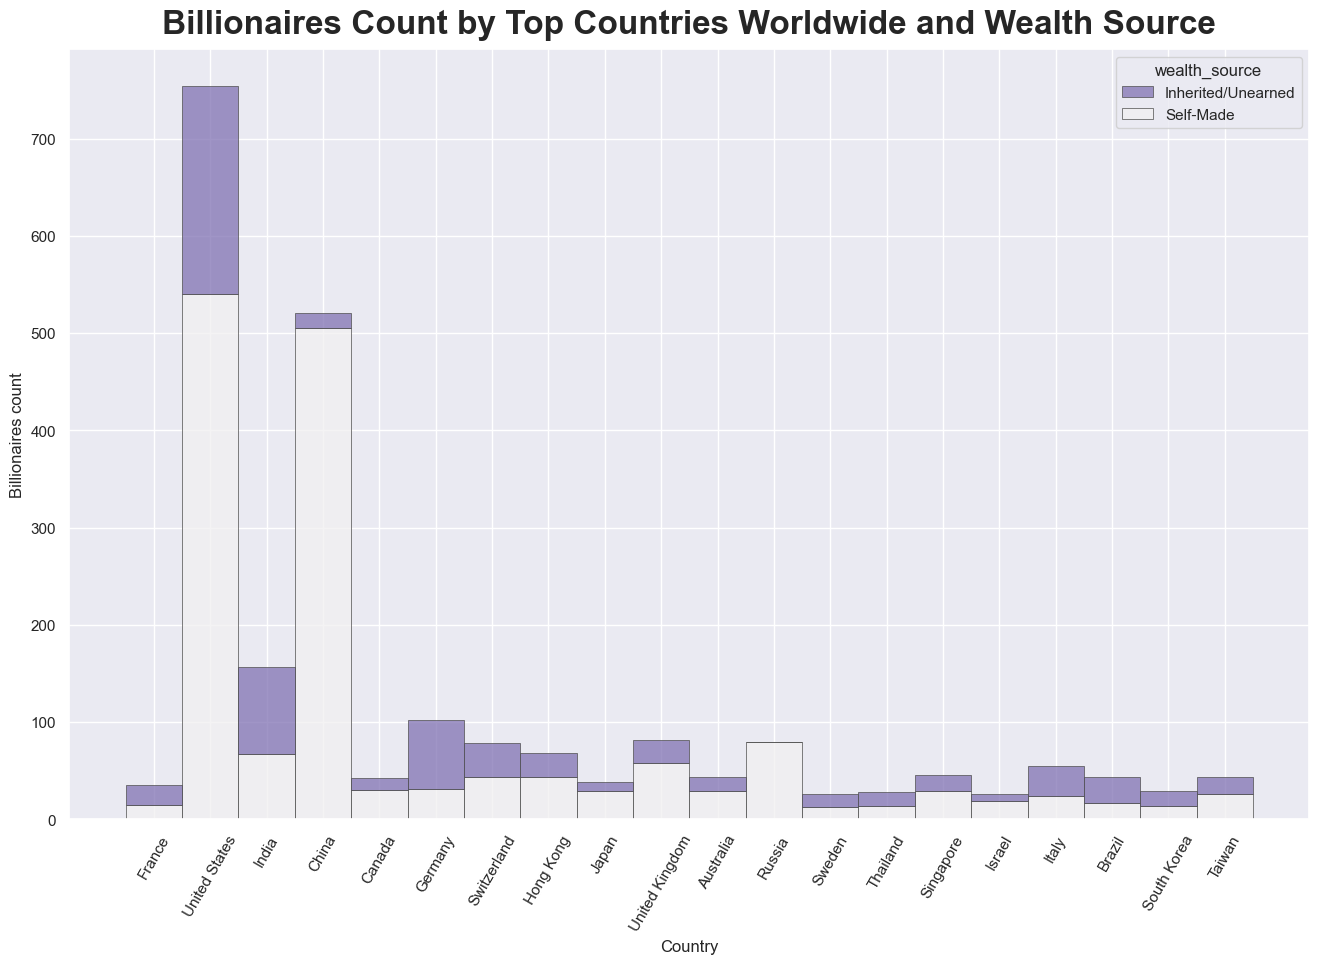 Billionaires Count by Top Countries Worldwide and Wealth Source
wealth_source
Inherited/Unearned
Self-Made
Billionaires count
700
600
500
400
300
200
100
0
France
United States
India
China
Canada
Germany
Switzerland
Hong Kong
Japan
United Kingdom
Australia
Russia
Sweden
Thailand
Singapore
Israel
Italy
Brazil
South Korea
Taiwan
Country